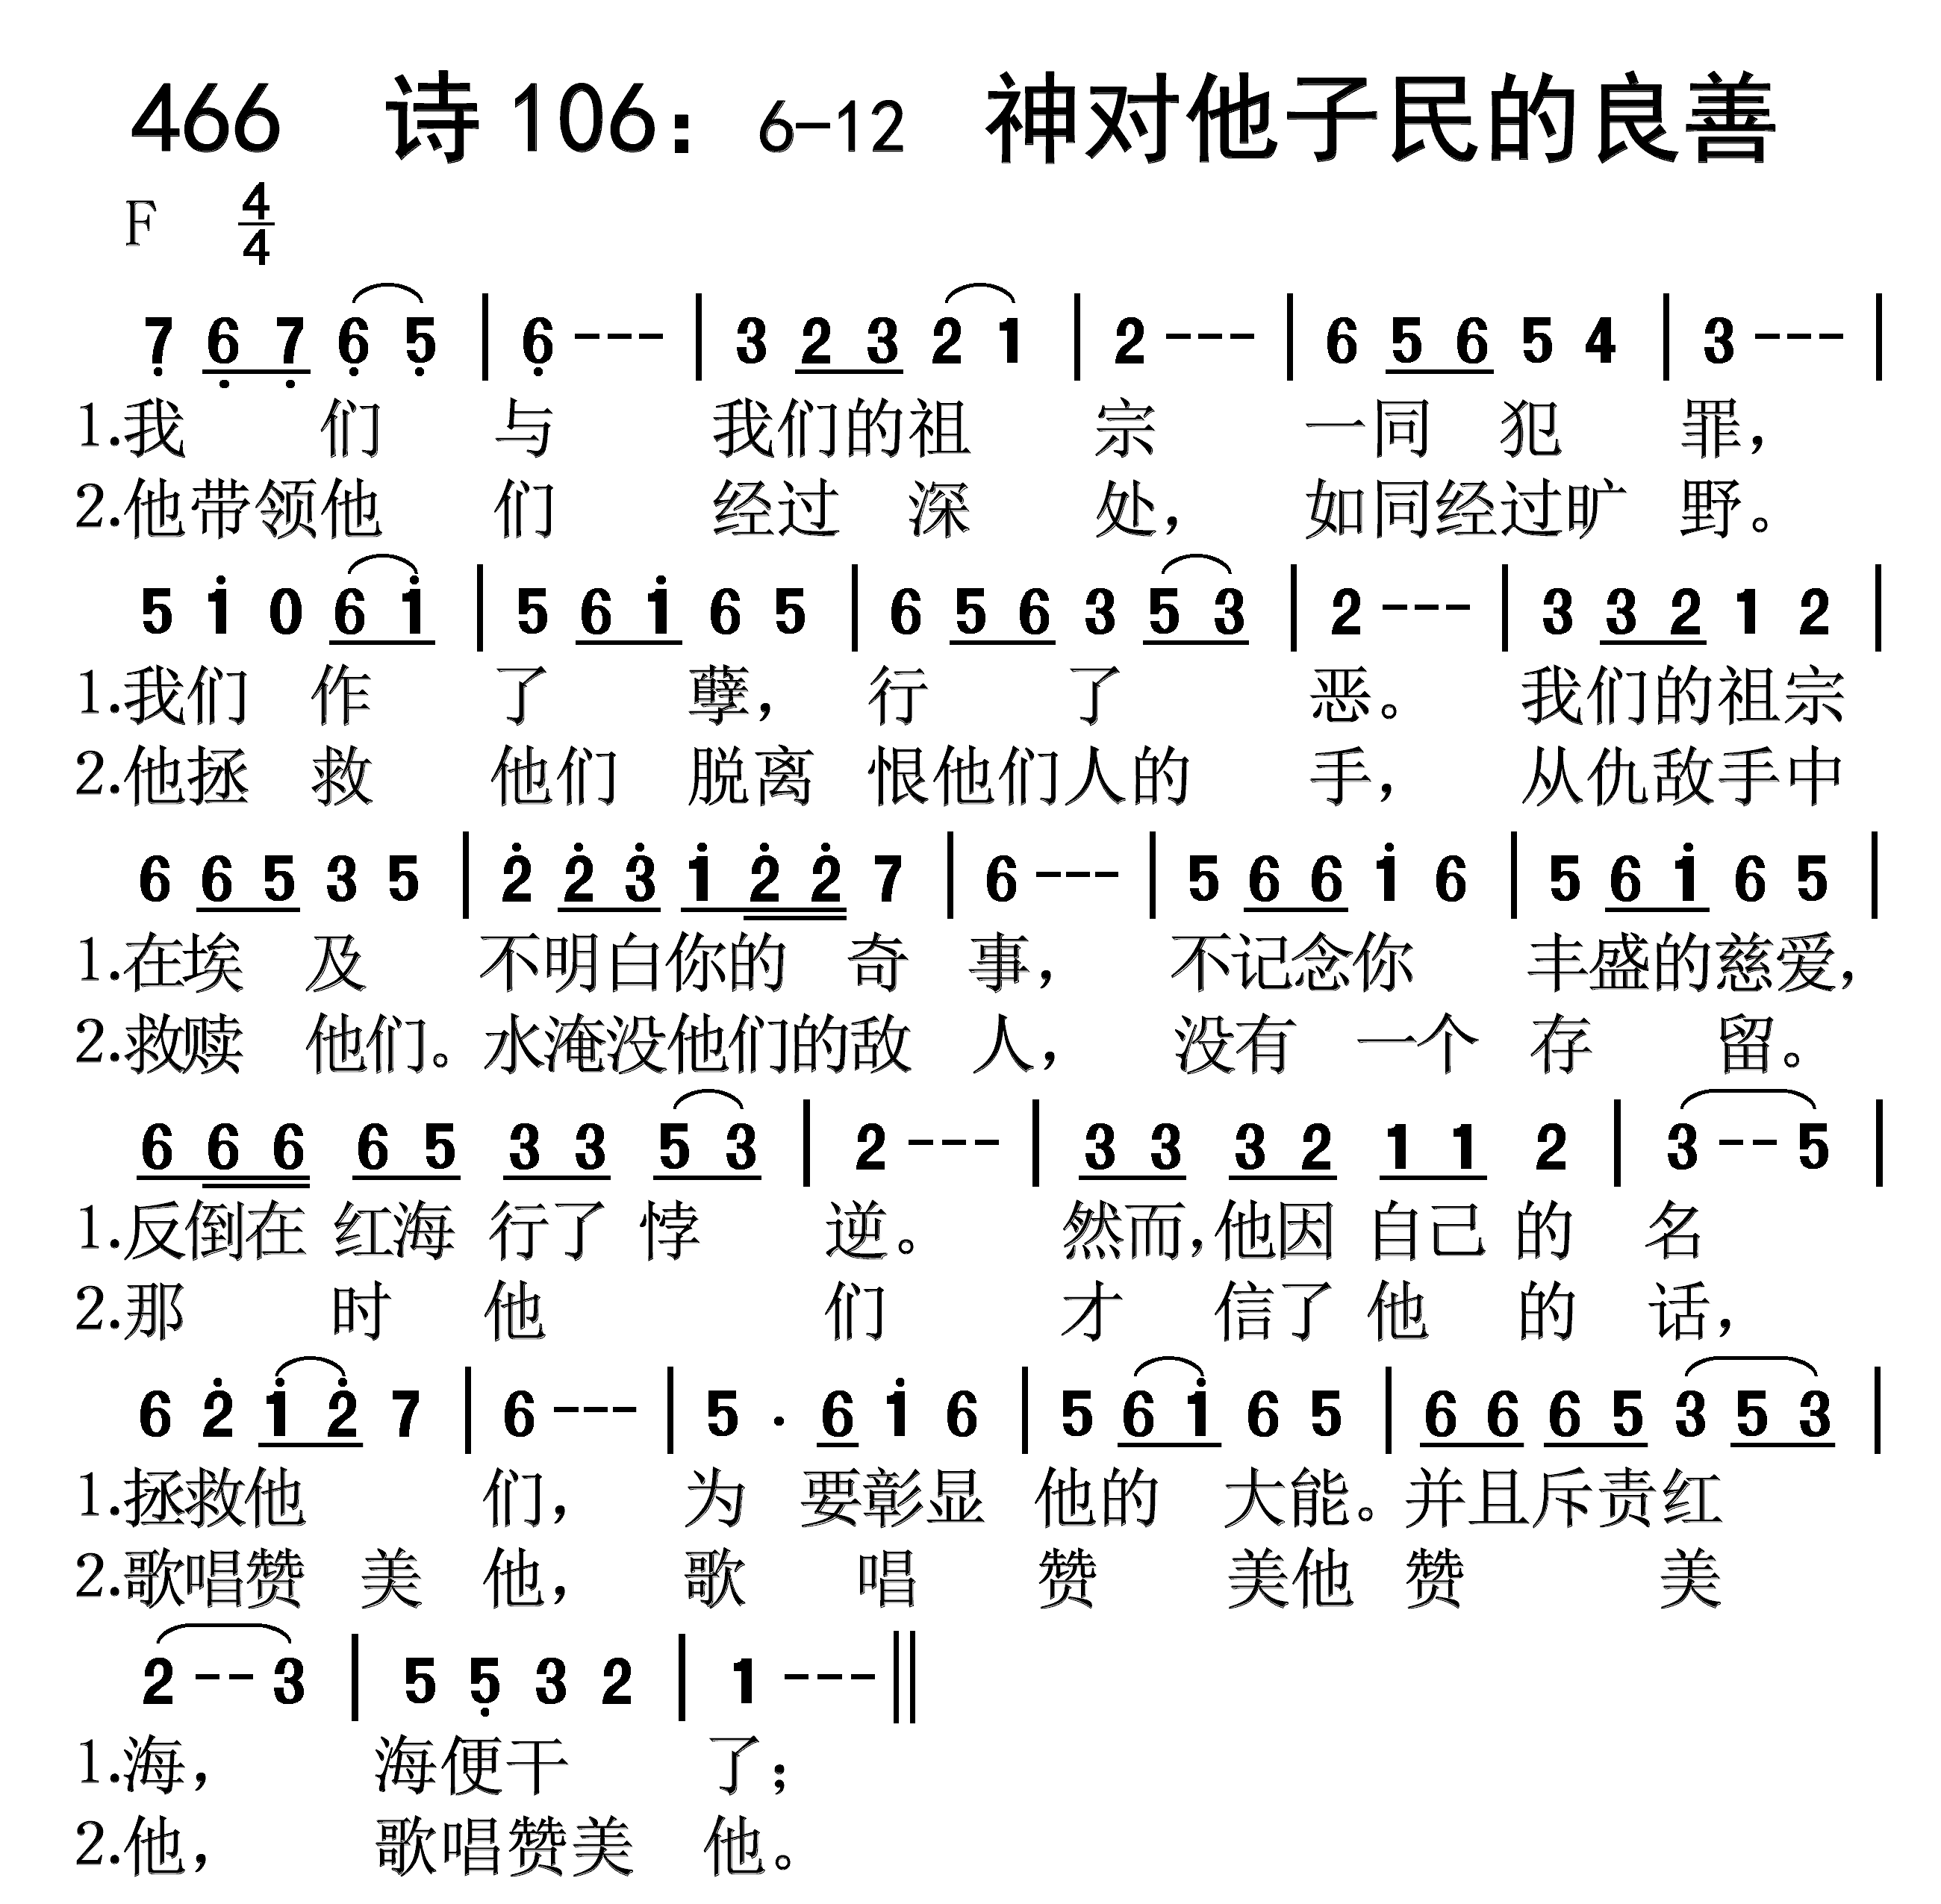 466 诗106：6-12 神对他子民的良善
F 4/4
7̣ 6̣ 7̣ 6̣ 5̣ | 6̣ --- | 3 2 3 2 1 | 2 --- | 6 5 6 5 4 | 3 --- |
1.我们与我们的祖宗一同犯罪，
2.他带领他们经过深处，如同经过旷野。
5 1̇ 0 6 1̇ | 5 6 1̇ 6 5 | 6 5 6 3 5 3 | 2 --- | 3 3 2 1 2 |
1.我们作了孽，行了恶。我们的祖宗
2.他拯救他们脱离恨他们人的手，从仇敌手中
6 6 5 3 5 | 2̇ 2̇ 3̇ 1̇ 2̇ 2̇ 7 | 6 --- | 5 6 6 1̇ 6 | 5 6 1̇ 6 5 |
1.在埃及不明白你的奇事，不记念你丰盛的慈爱，
2.救赎他们。水淹没他们的敌人，没有一个存留。
6 6 6 6 5 3 3 5 3 | 2 --- | 3 3 3 2 1 1 2 | 3 -- 5 |
1.反倒在红海行了悖逆。然而，他因自己的名
2.那时他们才信了他的话，
6 2̇ 1̇ 2̇ 7 | 6 --- | 5 · 6 1̇ 6 | 5 6 1̇ 6 5 | 6 6 6 5 3 5 3 |
1.拯救他们，为要彰显他的大能。并且斥责红
2.歌唱赞美他，歌唱赞美他赞美
2 -- 3 | 5 5̣ 3 2 | 1 --- ||
1.海，海便干了；
2.他，歌唱赞美他。